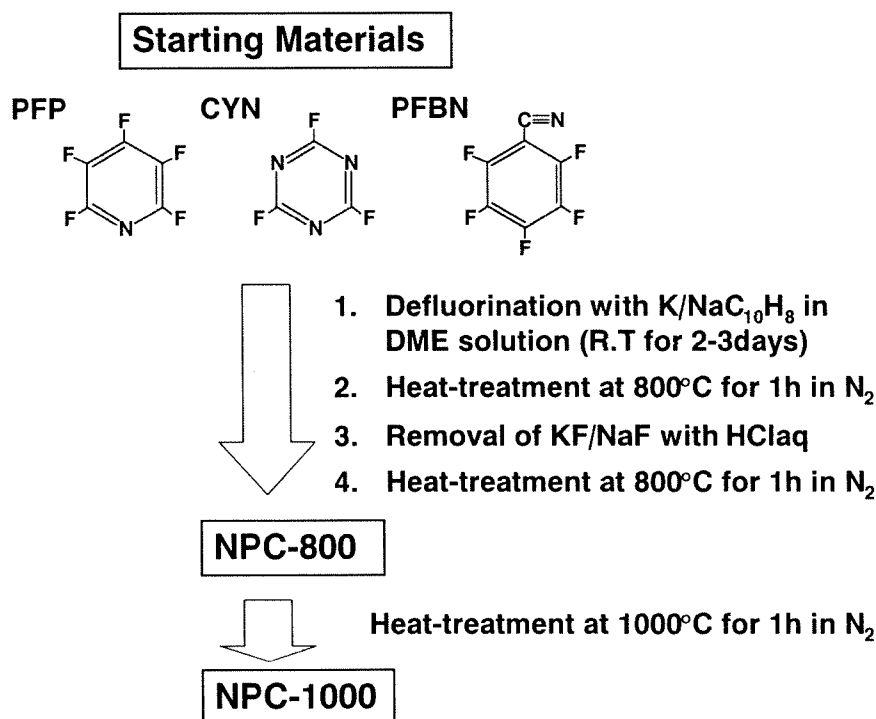 Starting Materials
PFP
CYN
PFBN
F
F
F
F
F
N
F
N
N
F
N
F
C≡N
F
F
F
F
F
1. Defluorination with K/NaC₁₀H₈ in
DME solution (R.T for 2-3days)
2. Heat-treatment at 800°C for 1h in N₂
3. Removal of KF/NaF with HClaq
4. Heat-treatment at 800°C for 1h in N₂
NPC-800
Heat-treatment at 1000°C for 1h in N₂
NPC-1000